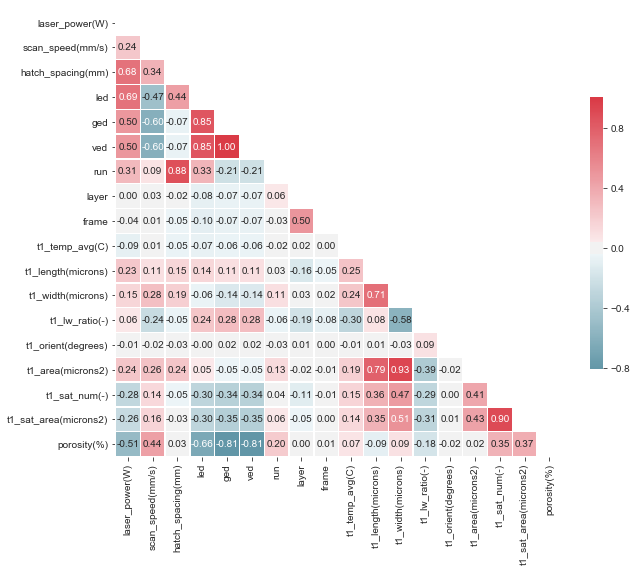 laser_power(W)
scan_speed(mm/s) 0.24
hatch_spacing(mm) 0.68 0.34
led 0.69 -0.47 0.44
ged 0.50 -0.60 -0.07 0.85
ved 0.50 -0.60 -0.07 0.85 1.00
run 0.31 0.09 0.88 0.33 -0.21 -0.21
layer 0.00 0.03 -0.02 -0.08 -0.07 -0.07 0.06
frame -0.04 0.01 -0.05 -0.10 -0.07 -0.07 -0.03 0.50
t1_temp_avg(C) -0.09 0.01 -0.05 -0.07 -0.06 -0.06 -0.02 0.02 0.00
t1_length(microns) 0.23 0.11 0.15 0.14 0.11 0.11 0.03 -0.16 -0.05 0.25
t1_width(microns) 0.15 0.28 0.19 -0.06 -0.14 -0.14 0.11 0.03 0.02 0.24 0.71
t1_lw_ratio(-) 0.06 -0.24 -0.05 0.24 0.28 0.28 -0.06 -0.19 -0.08 -0.30 0.08 -0.58
t1_orient(degrees) -0.01 -0.02 -0.03 -0.00 0.02 0.02 -0.03 0.02 -0.01 -0.01 0.01 -0.03 0.09
t1_area(microns2) 0.24 0.26 0.24 0.05 -0.05 -0.05 0.13 -0.02 -0.01 0.19 0.79 0.93 -0.39 -0.02
t1_sat_num(-) -0.28 0.14 -0.05 -0.30 -0.34 -0.34 0.04 -0.11 -0.01 0.15 0.36 0.47 -0.29 0.00 0.41
t1_sat_area(microns2) -0.26 0.16 -0.03 -0.30 -0.35 -0.35 0.06 -0.05 0.00 0.14 0.35 0.51 -0.31 0.01 0.43 0.90
porosity(%) -0.51 0.44 0.03 -0.66 -0.81 -0.81 0.20 0.00 0.01 0.07 -0.09 0.09 -0.18 -0.02 0.02 0.35 0.37
laser_power(W)
scan_speed(mm/s)
hatch_spacing(mm)
led
ged
ved
run
layer
frame
t1_temp_avg(C)
t1_length(microns)
t1_width(microns)
t1_lw_ratio(-)
t1_orient(degrees)
t1_area(microns2)
t1_sat_num(-)
t1_sat_area(microns2)
porosity(%)
0.8
0.4
0.0
-0.4
-0.8